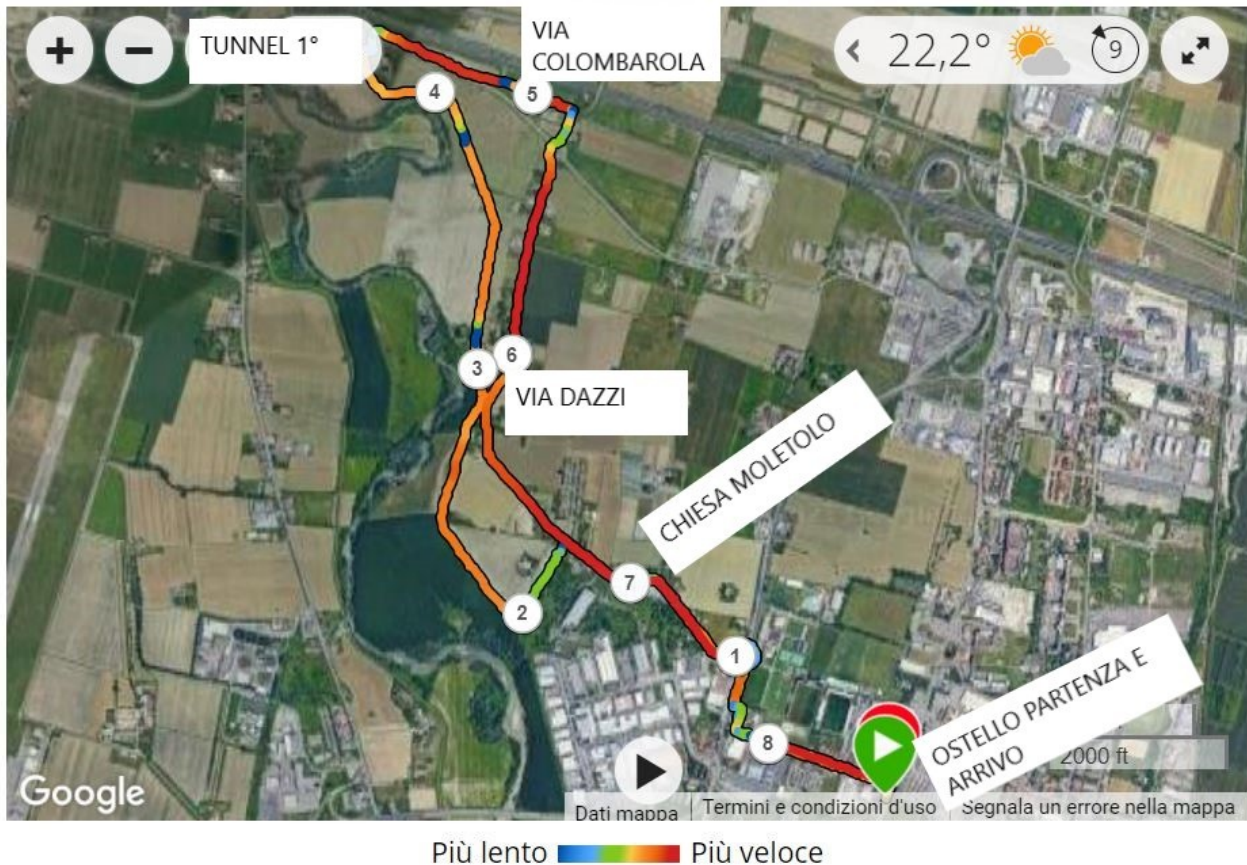 +
−
TUNNEL 1°
VIA
COLOMBAROLA
22,2°
9
4
5
3
6
VIA DAZZI
CHIESA MOLETOLO
7
2
1
8
OSTELLO PARTENZA E
ARRIVO
2000 ft
Google
Dati mappa
Termini e condizioni d'uso
Segnala un errore nella mappa
Più lento
Più veloce